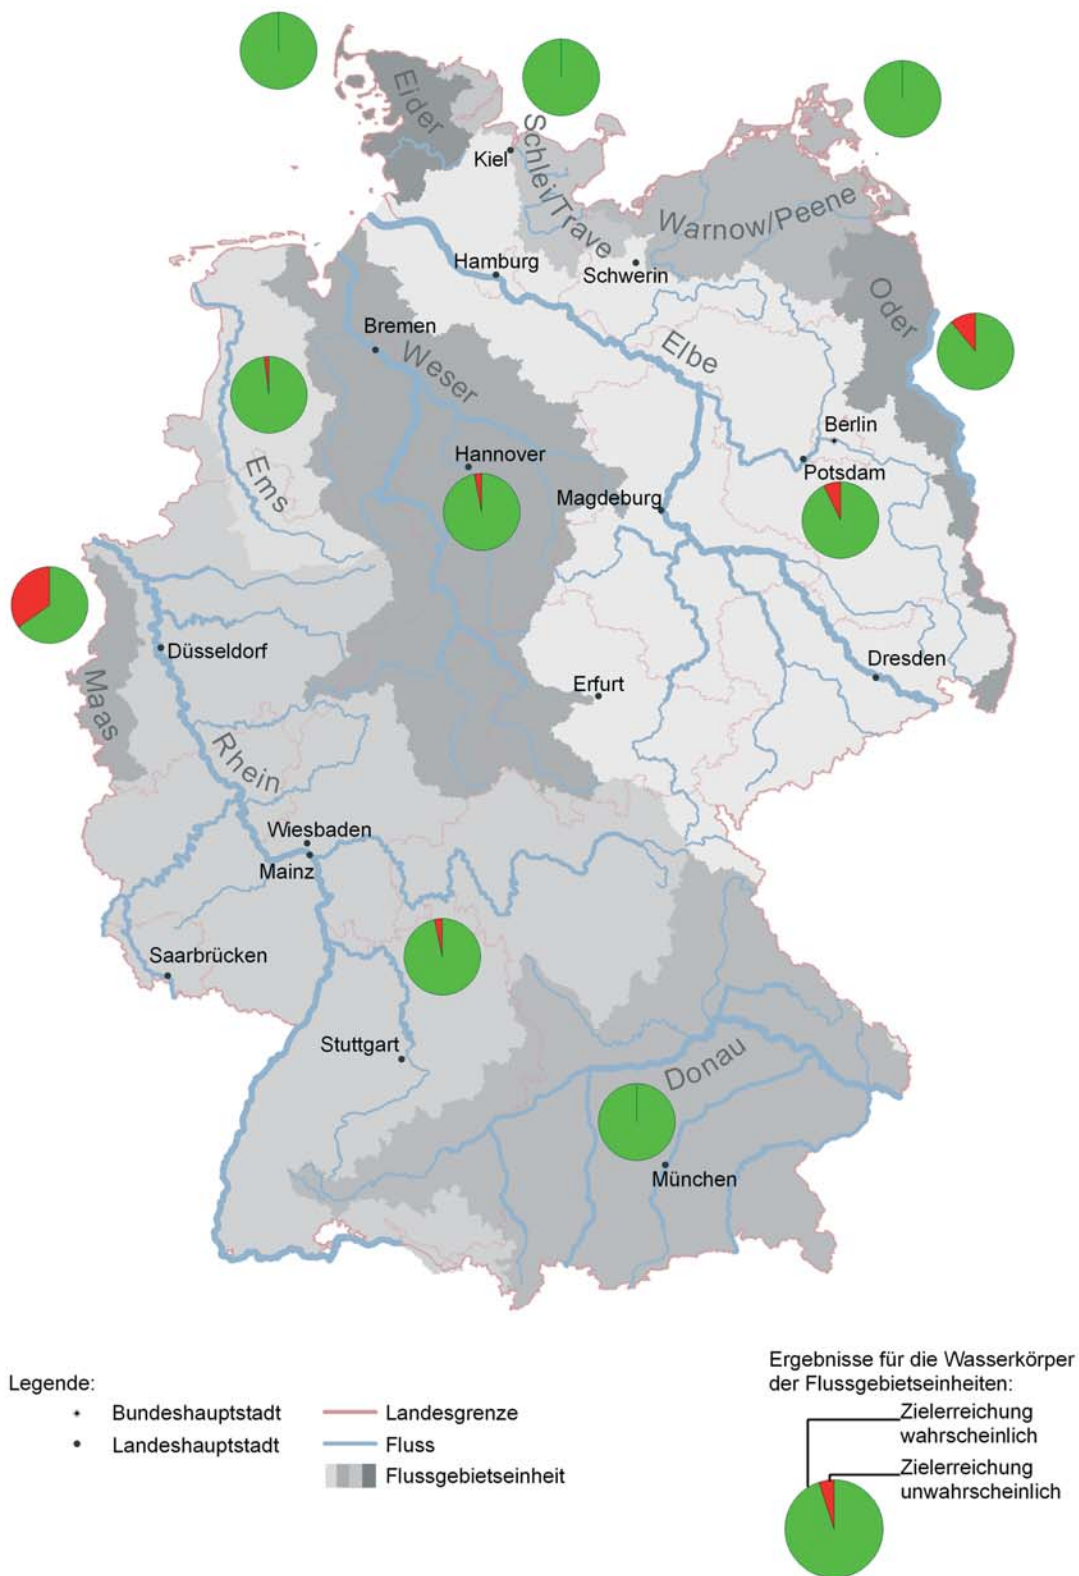 Eider
Schlei/Trave
Kiel
Warnow/Peene
Hamburg
Schwerin
Oder
Bremen
Weser
Elbe
Berlin
Ems
Hannover
Potsdam
Magdeburg
Düsseldorf
Dresden
Maas
Erfurt
Rhein
Wiesbaden
Mainz
Saarbrücken
Stuttgart
Donau
München
Legende:
Bundeshauptstadt
Landeshauptstadt
Landesgrenze
Fluss
Flussgebietseinheit
Ergebnisse für die Wasserkörper
der Flussgebietseinheiten:
Zielerreichung
wahrscheinlich
Zielerreichung
unwahrscheinlich